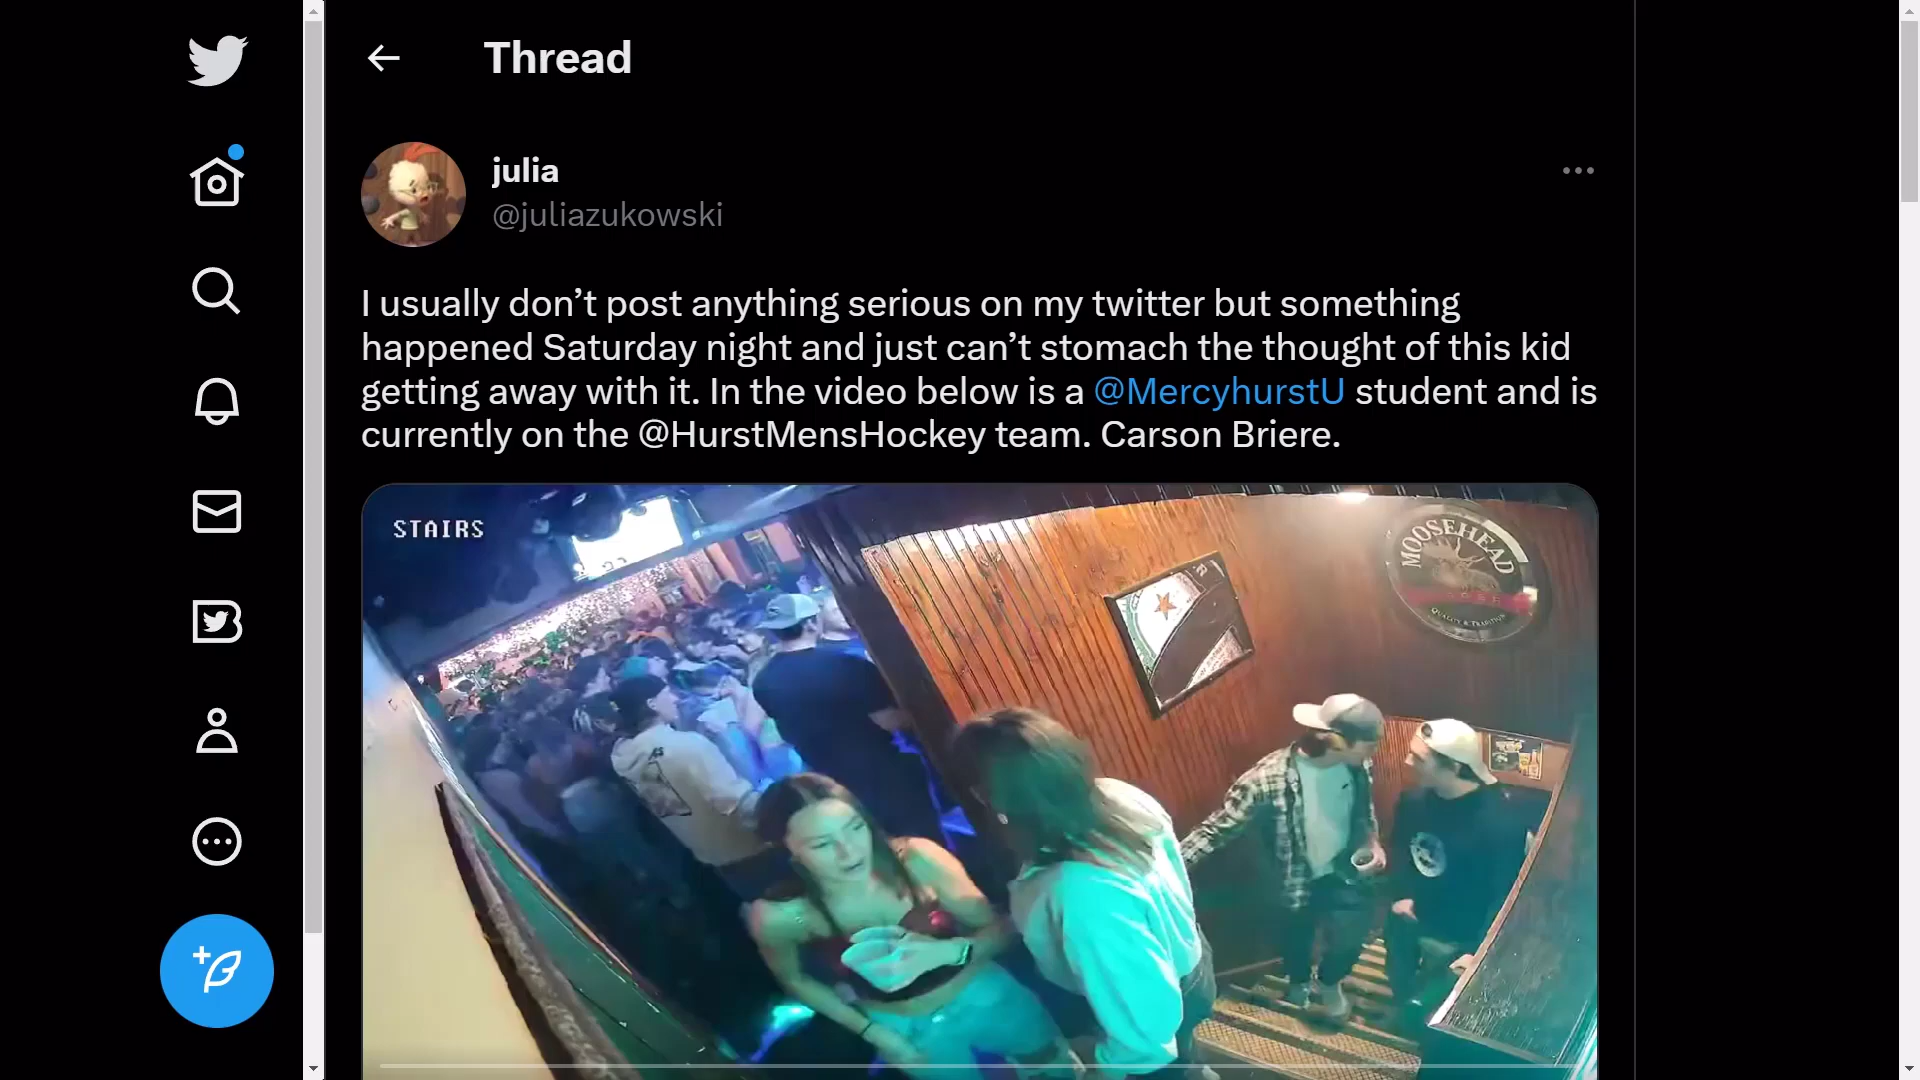 Thread
julia
@juliazukowski
I usually don’t post anything serious on my twitter but something
happened Saturday night and just can’t stomach the thought of this kid
getting away with it. In the video below is a @MercyhurstU student and is
currently on the @HurstMensHockey team. Carson Briere.
STAIRS
MOOSEHEAD
QUALITY & TRADITION